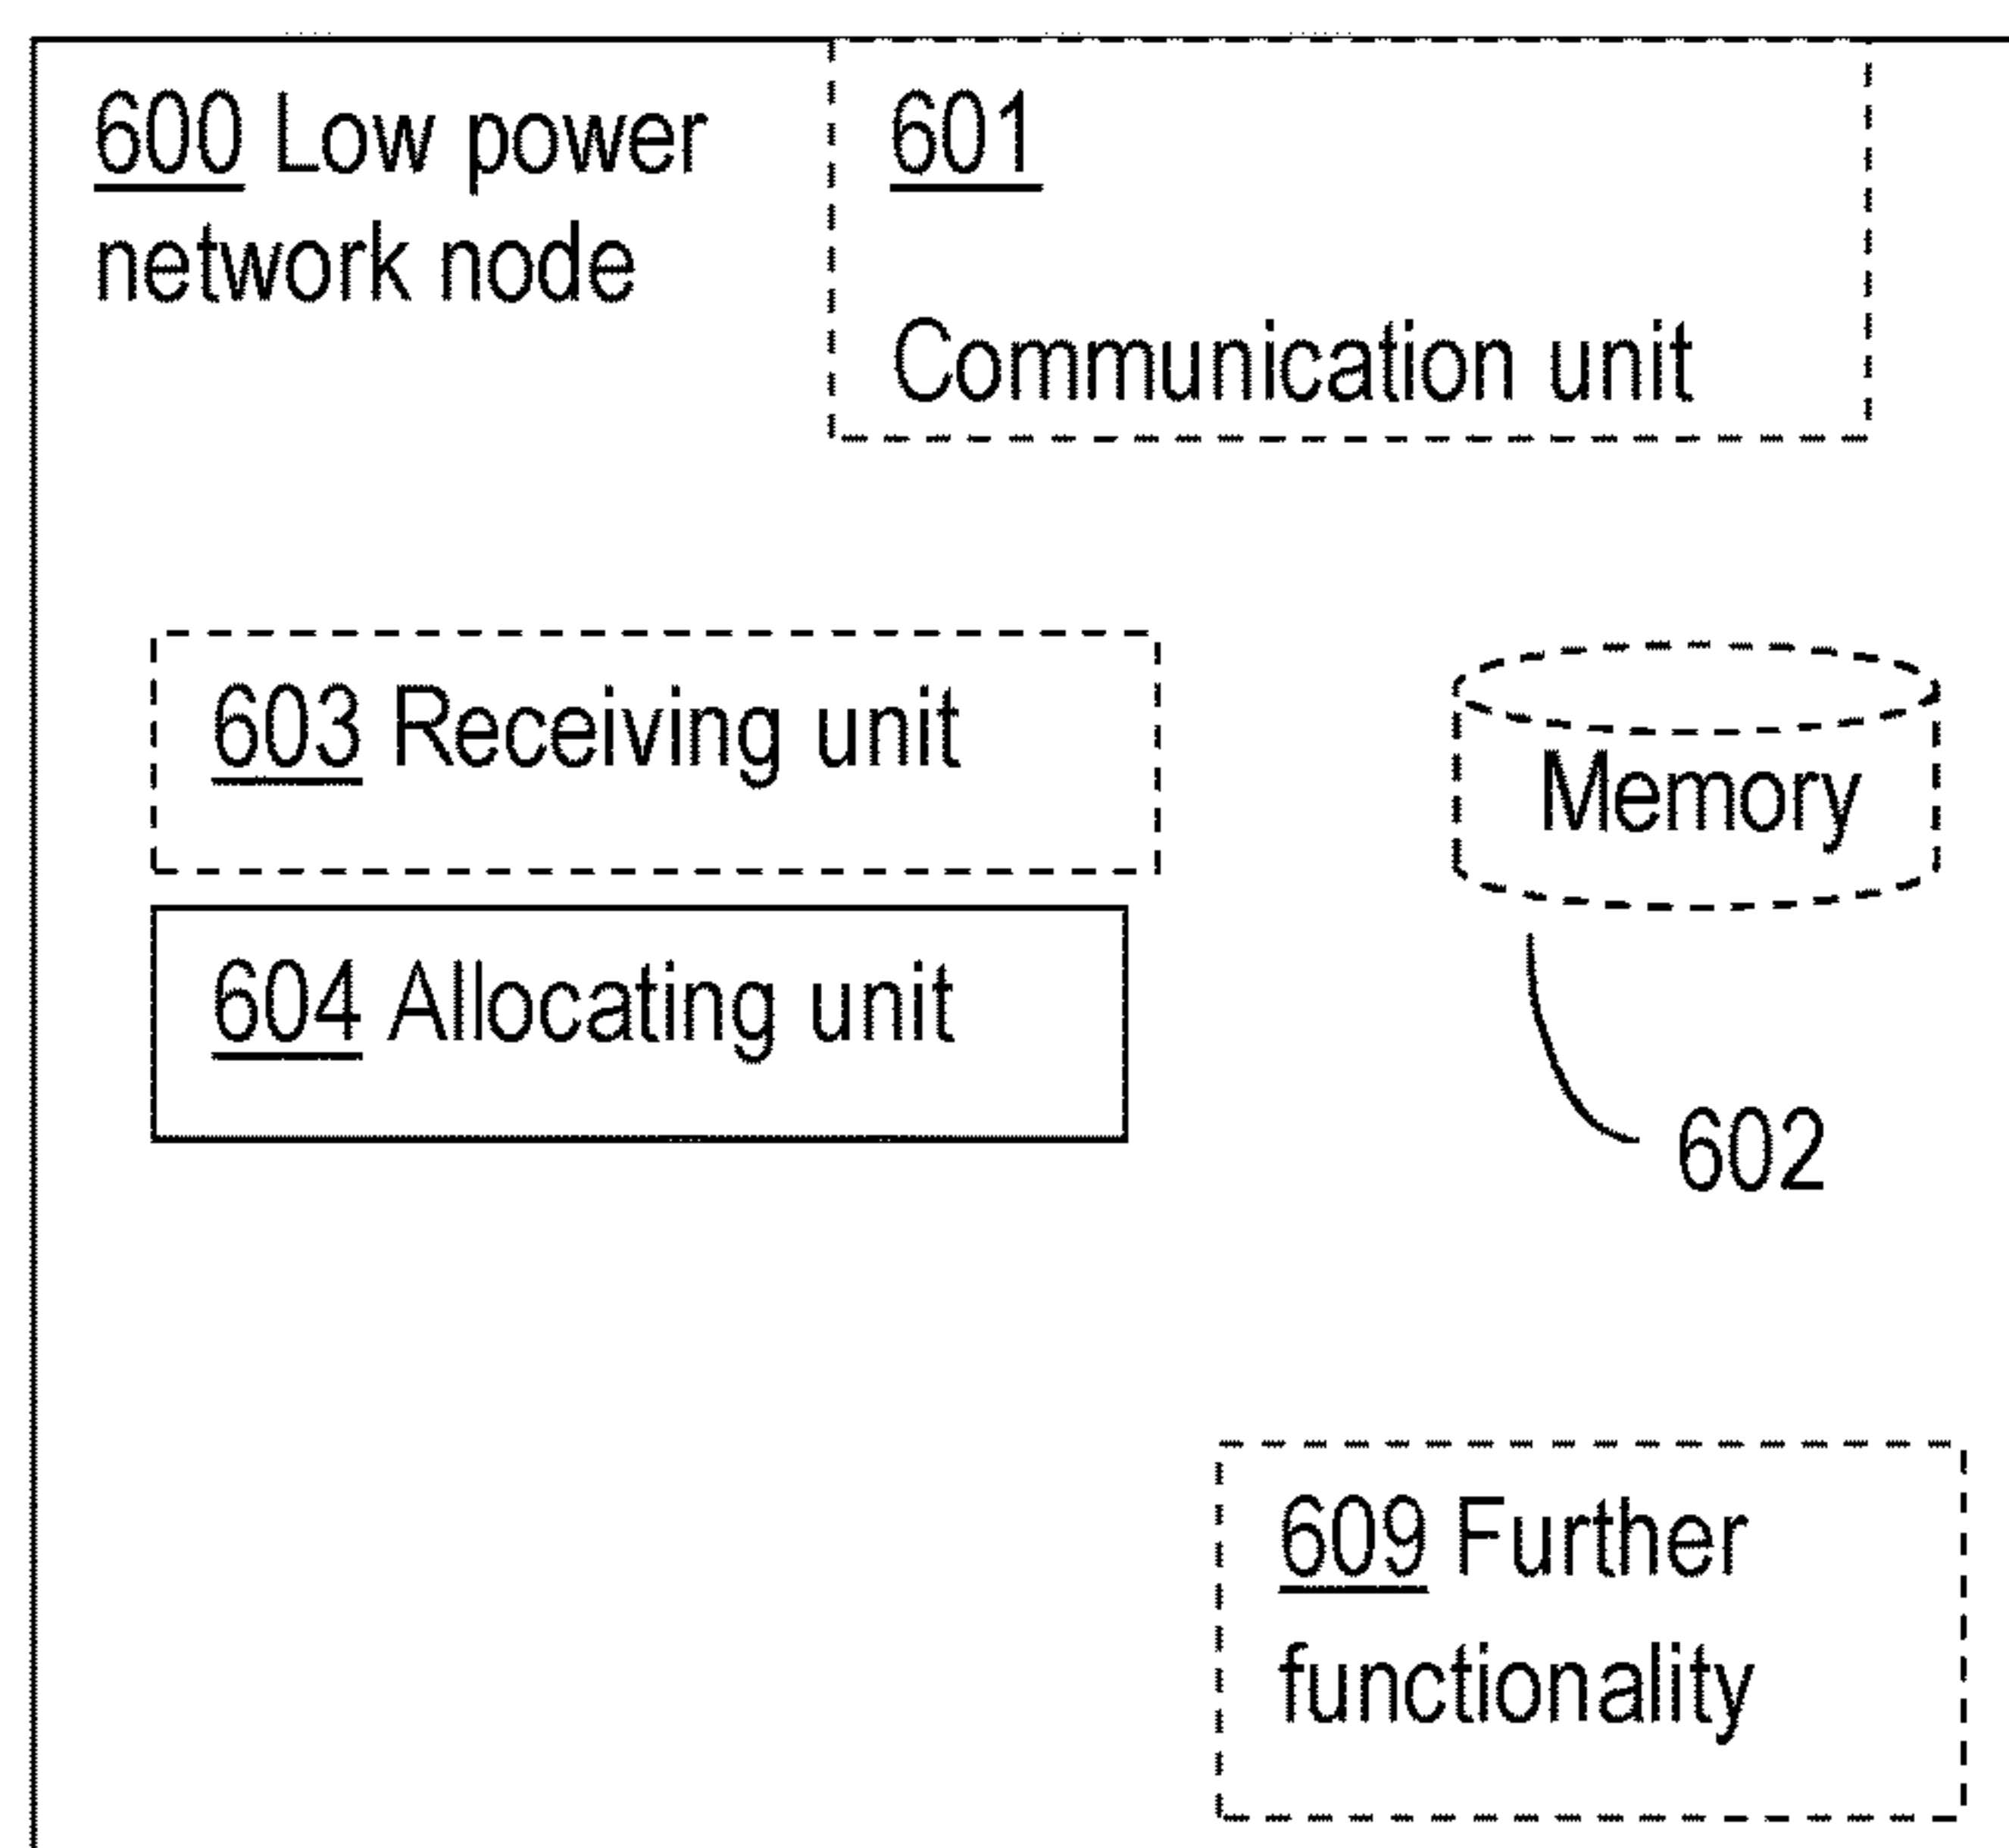 600 Low power
network node
601
Communication unit
603 Receiving unit
Memory
604 Allocating unit
602
609 Further
functionality